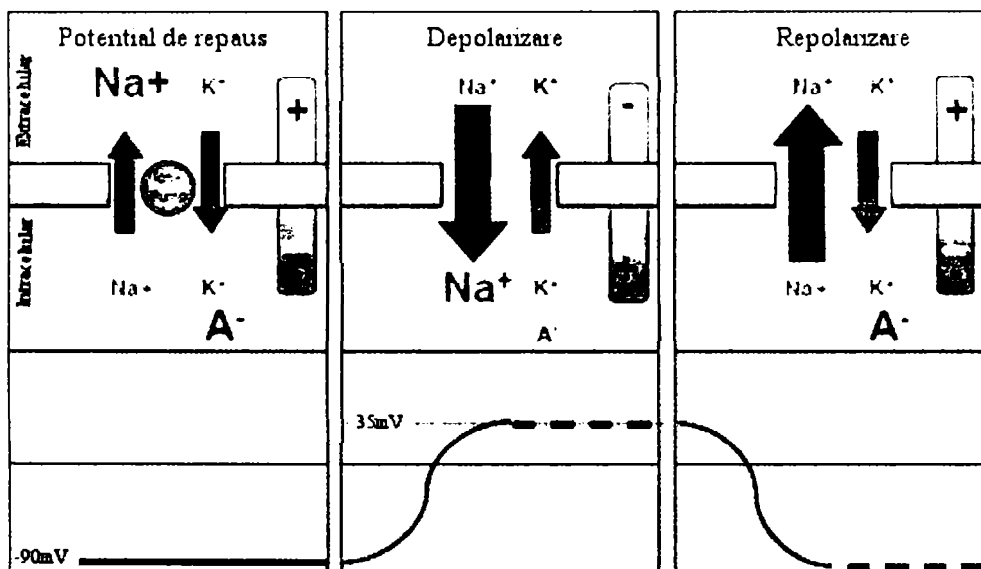 Potential de repaus
Extracelular
Na+ K+
+
Intracelular
Na+ K+
A-
-90mV
Depolarizare
Na+ K+
-
Na+ K+
A-
35mV
Repolarizare
Na+ K+
+
Na+ K+
A-